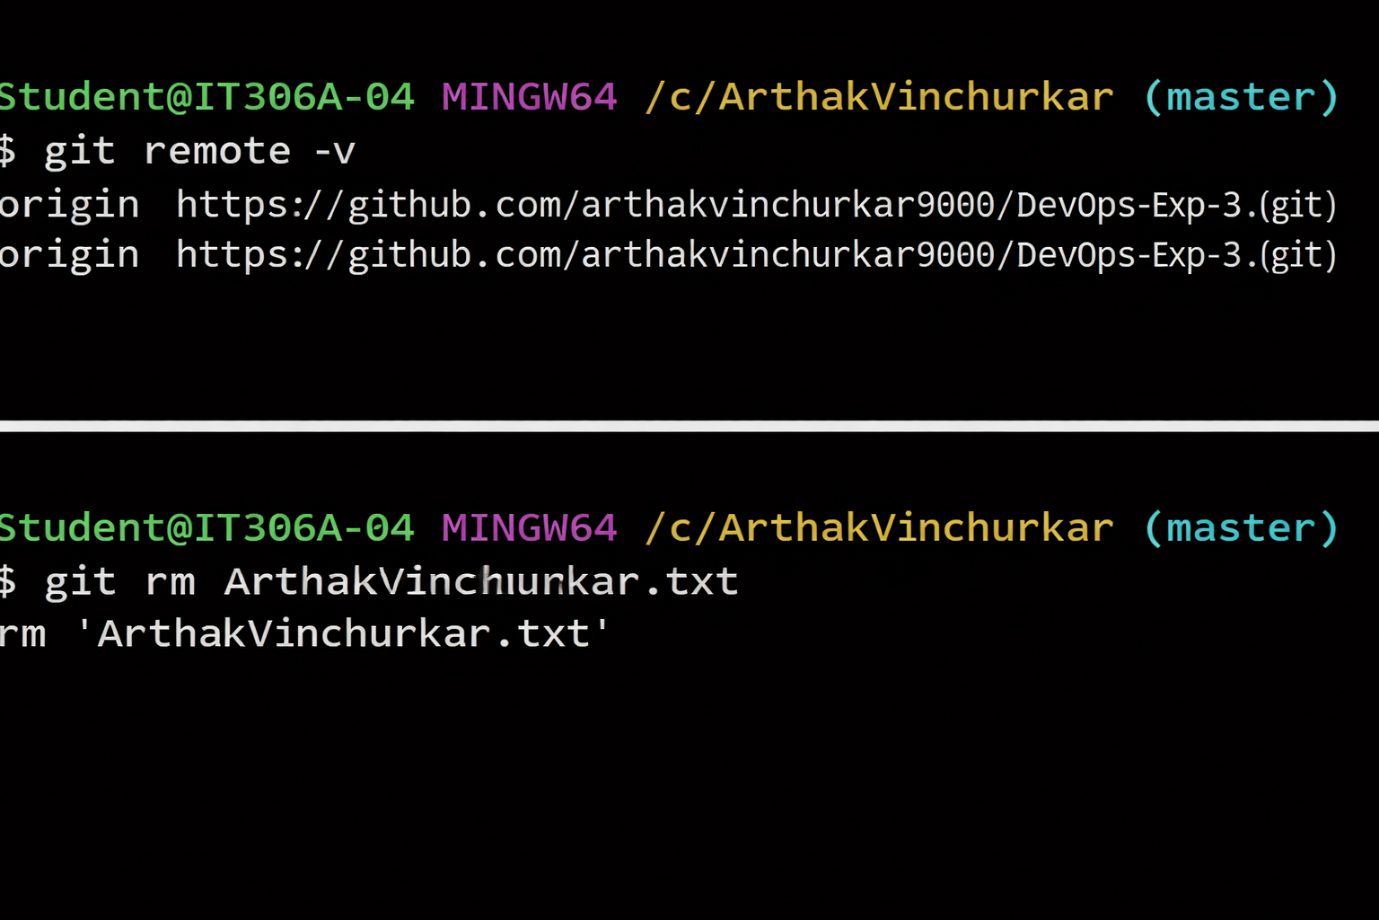 Student@IT306A-04 MINGW64 /c/ArthakVinchurkar (master)
$ git remote -v
origin https://github.com/arthakvinchurkar9000/DevOps-Exp-3.(git)
origin https://github.com/arthakvinchurkar9000/DevOps-Exp-3.(git)
Student@IT306A-04 MINGW64 /c/ArthakVinchurkar (master)
$ git rm
rm 'ArthakVinchurkar.txt'